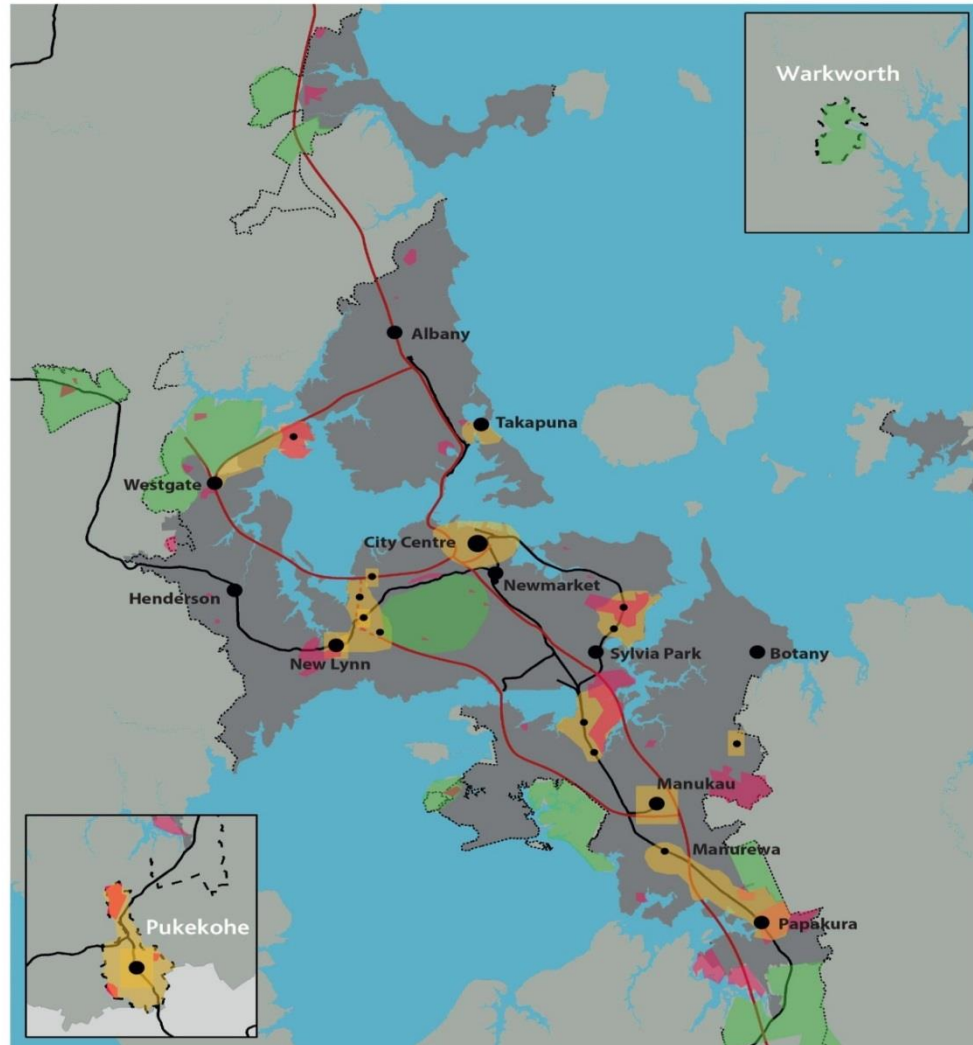 Warkworth
Albany
Takapuna
Westgate
City Centre
Newmarket
Henderson
New Lynn
Sylvia Park
Botany
Manukau
Manurewa
Papakura
Pukekohe